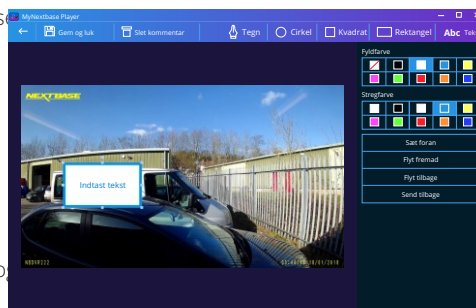 MyNextbase Player
Gem og luk
Slet kommentar
Tegn
Cirkel
Kvadrat
Rektangel
Abc
Fyldfarve
Stregfarve
Sæt foran
Flyt fremad
Flyt tilbage
Send tilbage
NEXTBASE
Indtast tekst